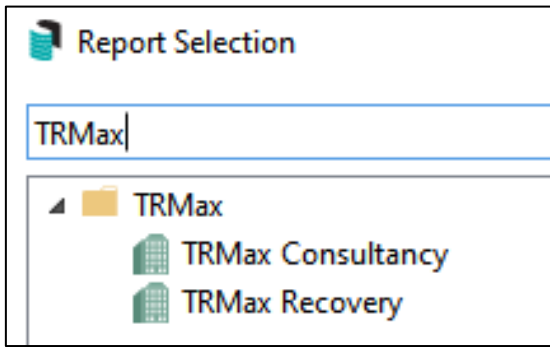 Report Selection
TRMax
TRMax
TRMax Consultancy
TRMax Recovery